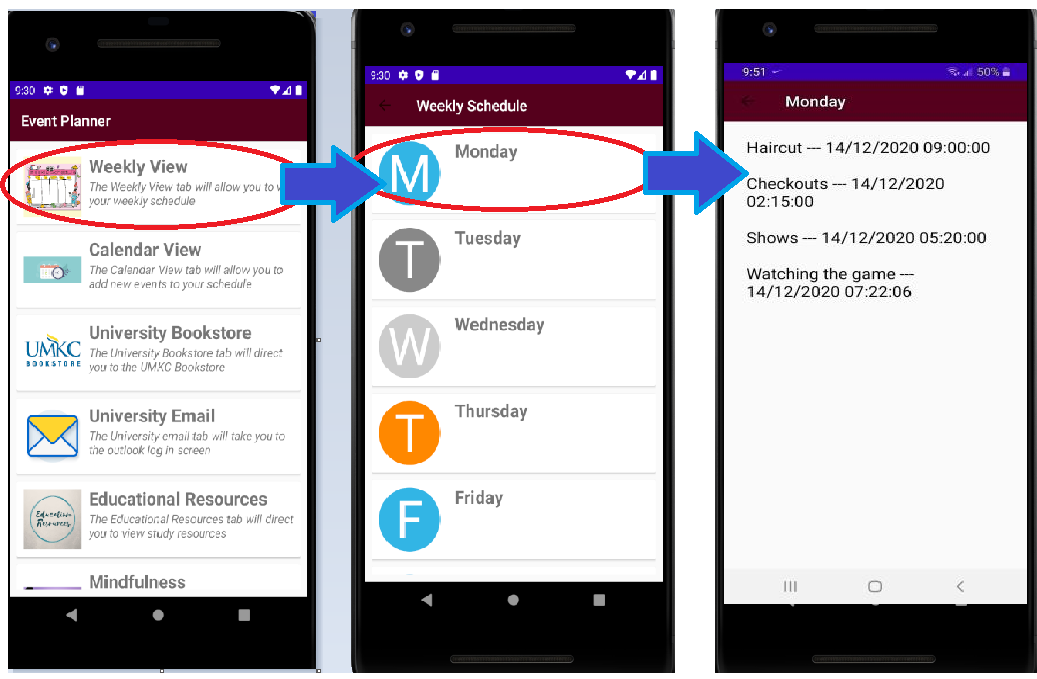 9:30
Event Planner
Weekly View
The Weekly View tab will allow you to
your weekly schedule
Calendar View
The Calendar View tab will allow you to
add new events to your schedule
UMKC
BOOKSTORE
University Bookstore
The University Bookstore tab will direct
you to the UMKC Bookstore
University Email
The University email tab will take you to
the outlook log in screen
Education
Resources
Educational Resources
The Educational Resources tab will direct
you to view study resources
Mindfulness
9:30
Weekly Schedule
M
Monday
T
Tuesday
W
Wednesday
T
Thursday
F
Friday
9:51
50%
Monday
Haircut --- 14/12/2020 09:00:00
Checkouts --- 14/12/2020
02:15:00
Shows --- 14/12/2020 05:20:00
Watching the game ---
14/12/2020 07:22:06